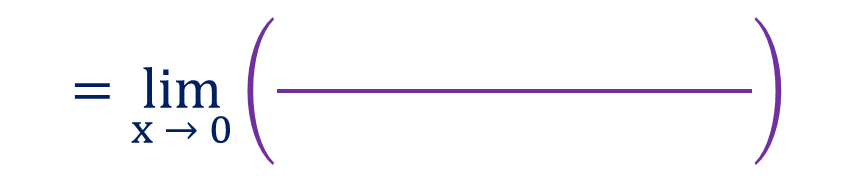 = lim
x → 0
( )